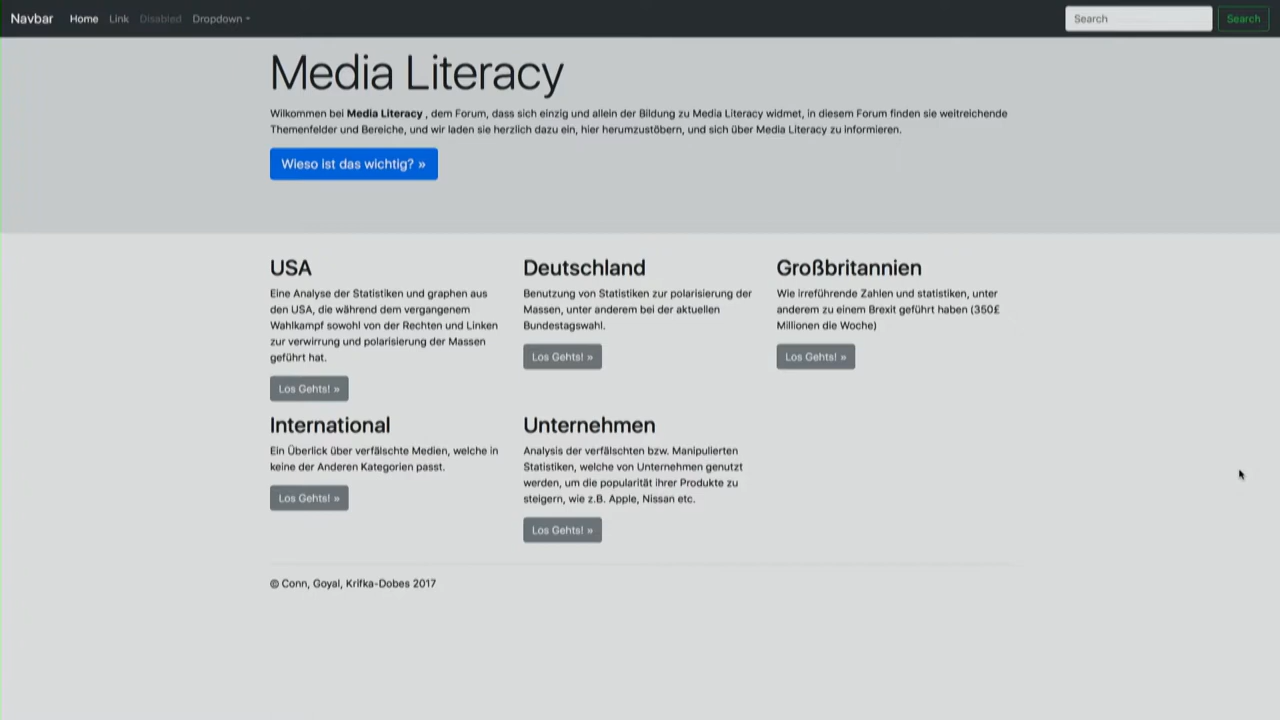 Navbar Home Link Disabled Dropdown Search Search
Media Literacy
Wilkommen bei Media Literacy , dem Forum, dass sich einzig und allein der Bildung zu Media Literacy widmet, in diesem Forum finden sie weitreichende
Themenfelder und Bereiche, und wir laden sie herzlich dazu ein, hier herumzustöbern, und sich über Media Literacy zu informieren.
Wieso ist das wichtig? »
USA
Eine Analyse der Statistiken und graphen aus
den USA, die während dem vergangenem
Wahlkampf sowohl von der Rechten und Linken
zur verwirrung und polarisierung der Massen
geführt hat.
Los Gehts! »
Deutschland
Benutzung von Statistiken zur polarisierung der
Massen, unter anderem bei der aktuellen
Bundestagswahl.
Los Gehts! »
Großbritannien
Wie irreführende Zahlen und statistiken, unter
anderem zu einem Brexit geführt haben (350£
Millionen die Woche)
Los Gehts! »
International
Ein Überlick über verfälschte Medien, welche in
keine der Anderen Kategorien passt.
Los Gehts! »
Unternehmen
Analysis der verfälschten bzw. Manipulierten
Statistiken, welche von Unternehmen genutzt
werden, um die popularität ihrer Produkte zu
steigern, wie z.B. Apple, Nissan etc.
Los Gehts! »
© Conn, Goyal, Krifka-Dobes 2017